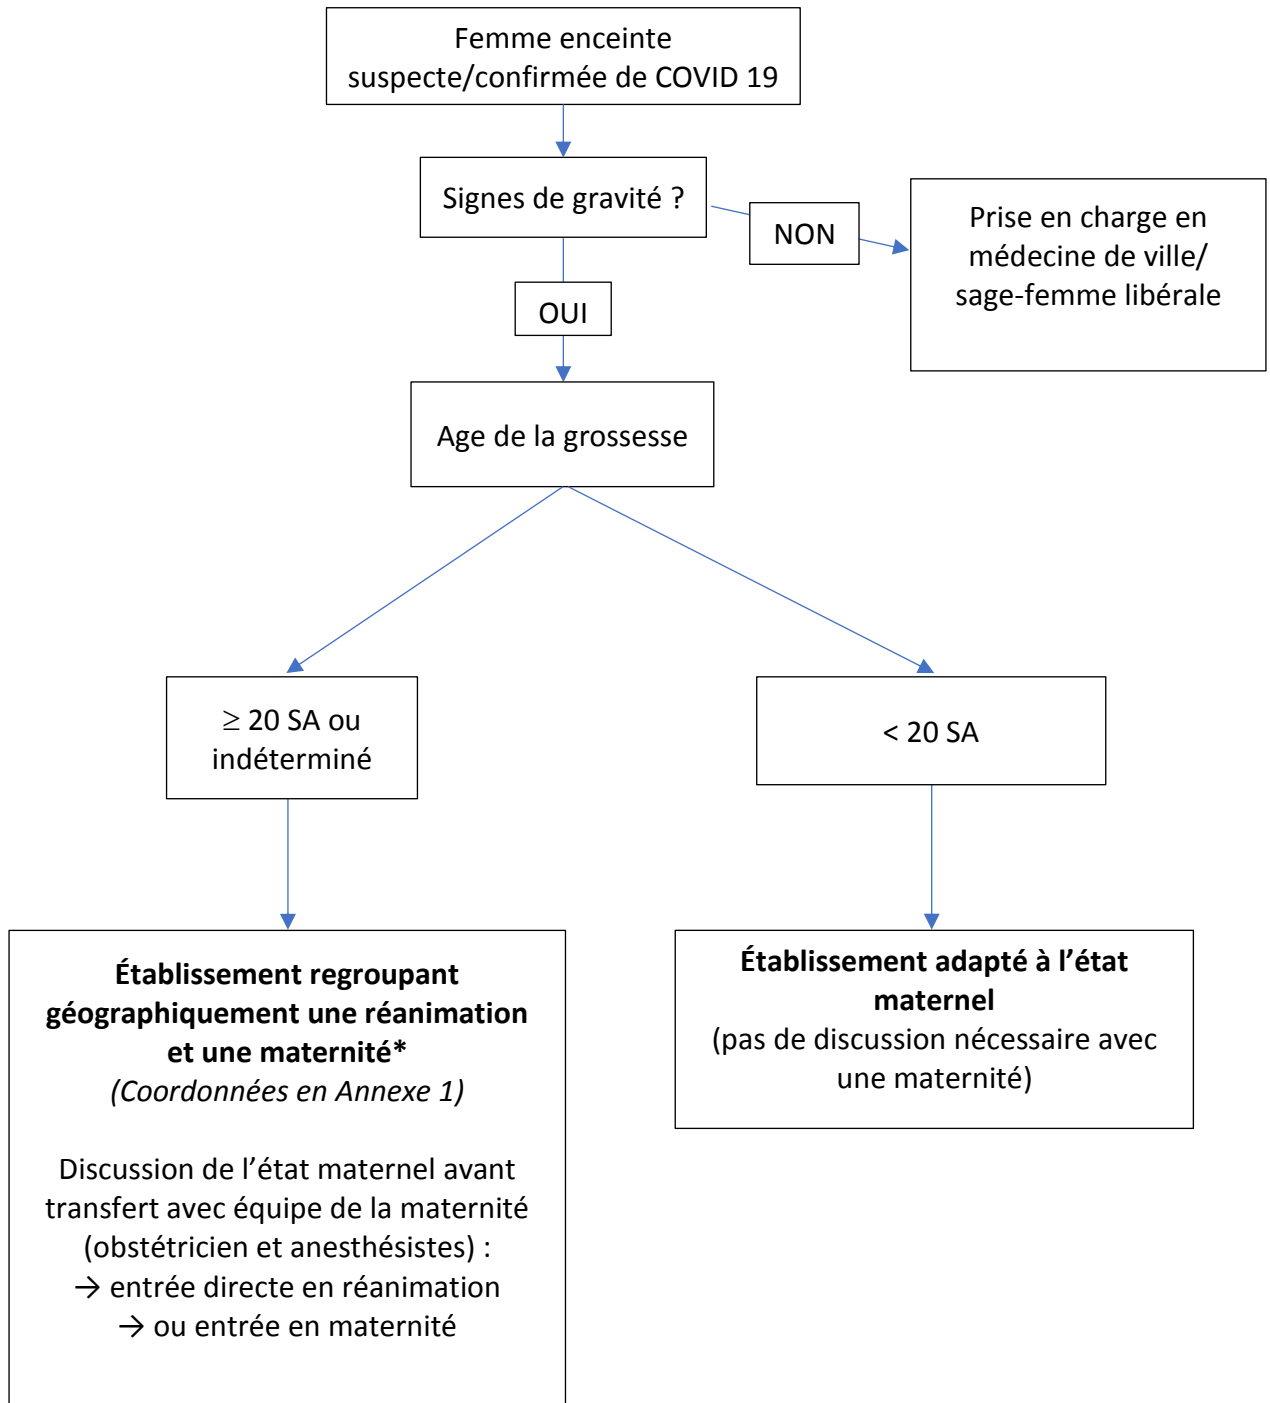 Femme enceinte
suspecte/confirmée de COVID 19
Signes de gravité ?
NON
Prise en charge en
médecine de ville/
sage-femme libérale
OUI
Age de la grossesse
≥ 20 SA ou
indéterminé
< 20 SA
Établissement regroupant
géographiquement une réanimation
et une maternité*
(Coordonnées en Annexe 1)
Discussion de l’état maternel avant
transfert avec équipe de la maternité
(obstétricien et anesthésistes) :
→ entrée directe en réanimation
→ ou entrée en maternité
Établissement adapté à l’état
maternel
(pas de discussion nécessaire avec
une maternité)